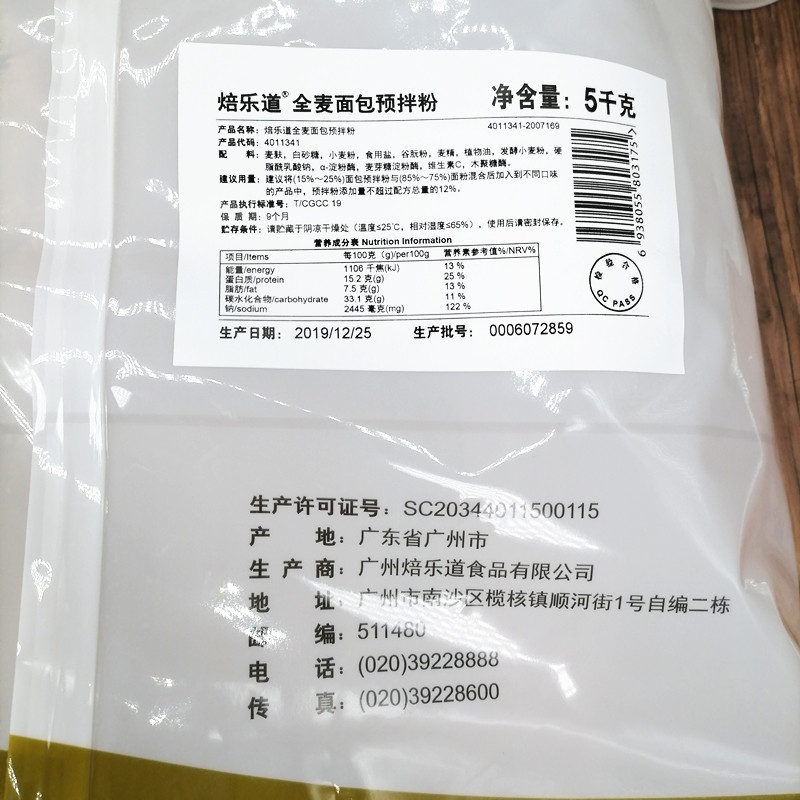 焙乐道®全麦面包预拌粉 净含量：5千克
产品名称：焙乐道全麦面包预拌粉 4011341-2007169
产品代码：4011341
配 料：麦麸，白砂糖，小麦粉，食用盐，谷朊粉，麦精，植物油，发酵小麦粉，硬
脂酰乳酸钠，α-淀粉酶，麦芽糖淀粉酶，维生素C，木聚糖酶。
建议用量：建议将(15%～25%)面包预拌粉与(85%～75%)面粉混合后加入到不同口味
的产品中，预拌粉添加量不超过配方总量的12%。
产品执行标准号：T/CGCC 19
保 质 期：9个月
贮存条件：请贮藏于阴凉干燥处（温度≤25℃，相对湿度≤65%），使用后请密封保存。
营养成分表 Nutrition Information
项目/Items 每100克 (g)/per100g 营养素参考值%/NRV%
能量/energy 1106 千焦(kJ) 13 %
蛋白质/protein 15.2 克(g) 25 %
脂肪/fat 7.5 克(g) 13 %
碳水化合物/carbohydrate 33.1 克(g) 11 %
钠/sodium 2445 毫克(mg) 122 %
生产日期：2019/12/25 生产批号：0006072859
6 938055 803175
检验合格
QC PASS
生产许可证号：SC20344011500115
产 地：广东省广州市
生 产 商：广州焙乐道食品有限公司
地 址：广州市南沙区榄核镇顺河街1号自编二栋
邮 编：511480
电 话：(020)39228888
传 真：(020)39228600